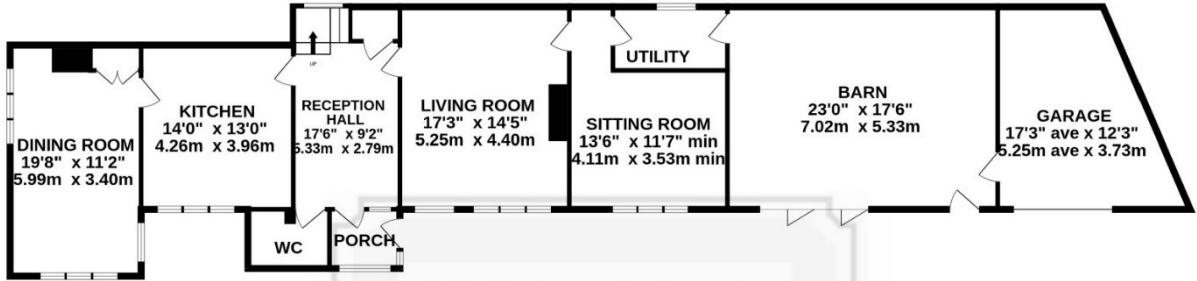 DINING ROOM
19'8" x 11'2"
5.99m x 3.40m
KITCHEN
14'0" x 13'0"
4.26m x 3.96m
UP
RECEPTION
HALL
17'6" x 9'2"
5.33m x 2.79m
WC
PORCH
LIVING ROOM
17'3" x 14'5"
5.25m x 4.40m
UTILITY
SITTING ROOM
13'6" x 11'7" min
4.11m x 3.53m min
BARN
23'0" x 17'6"
7.02m x 5.33m
GARAGE
17'3" ave x 12'3"
5.25m ave x 3.73m